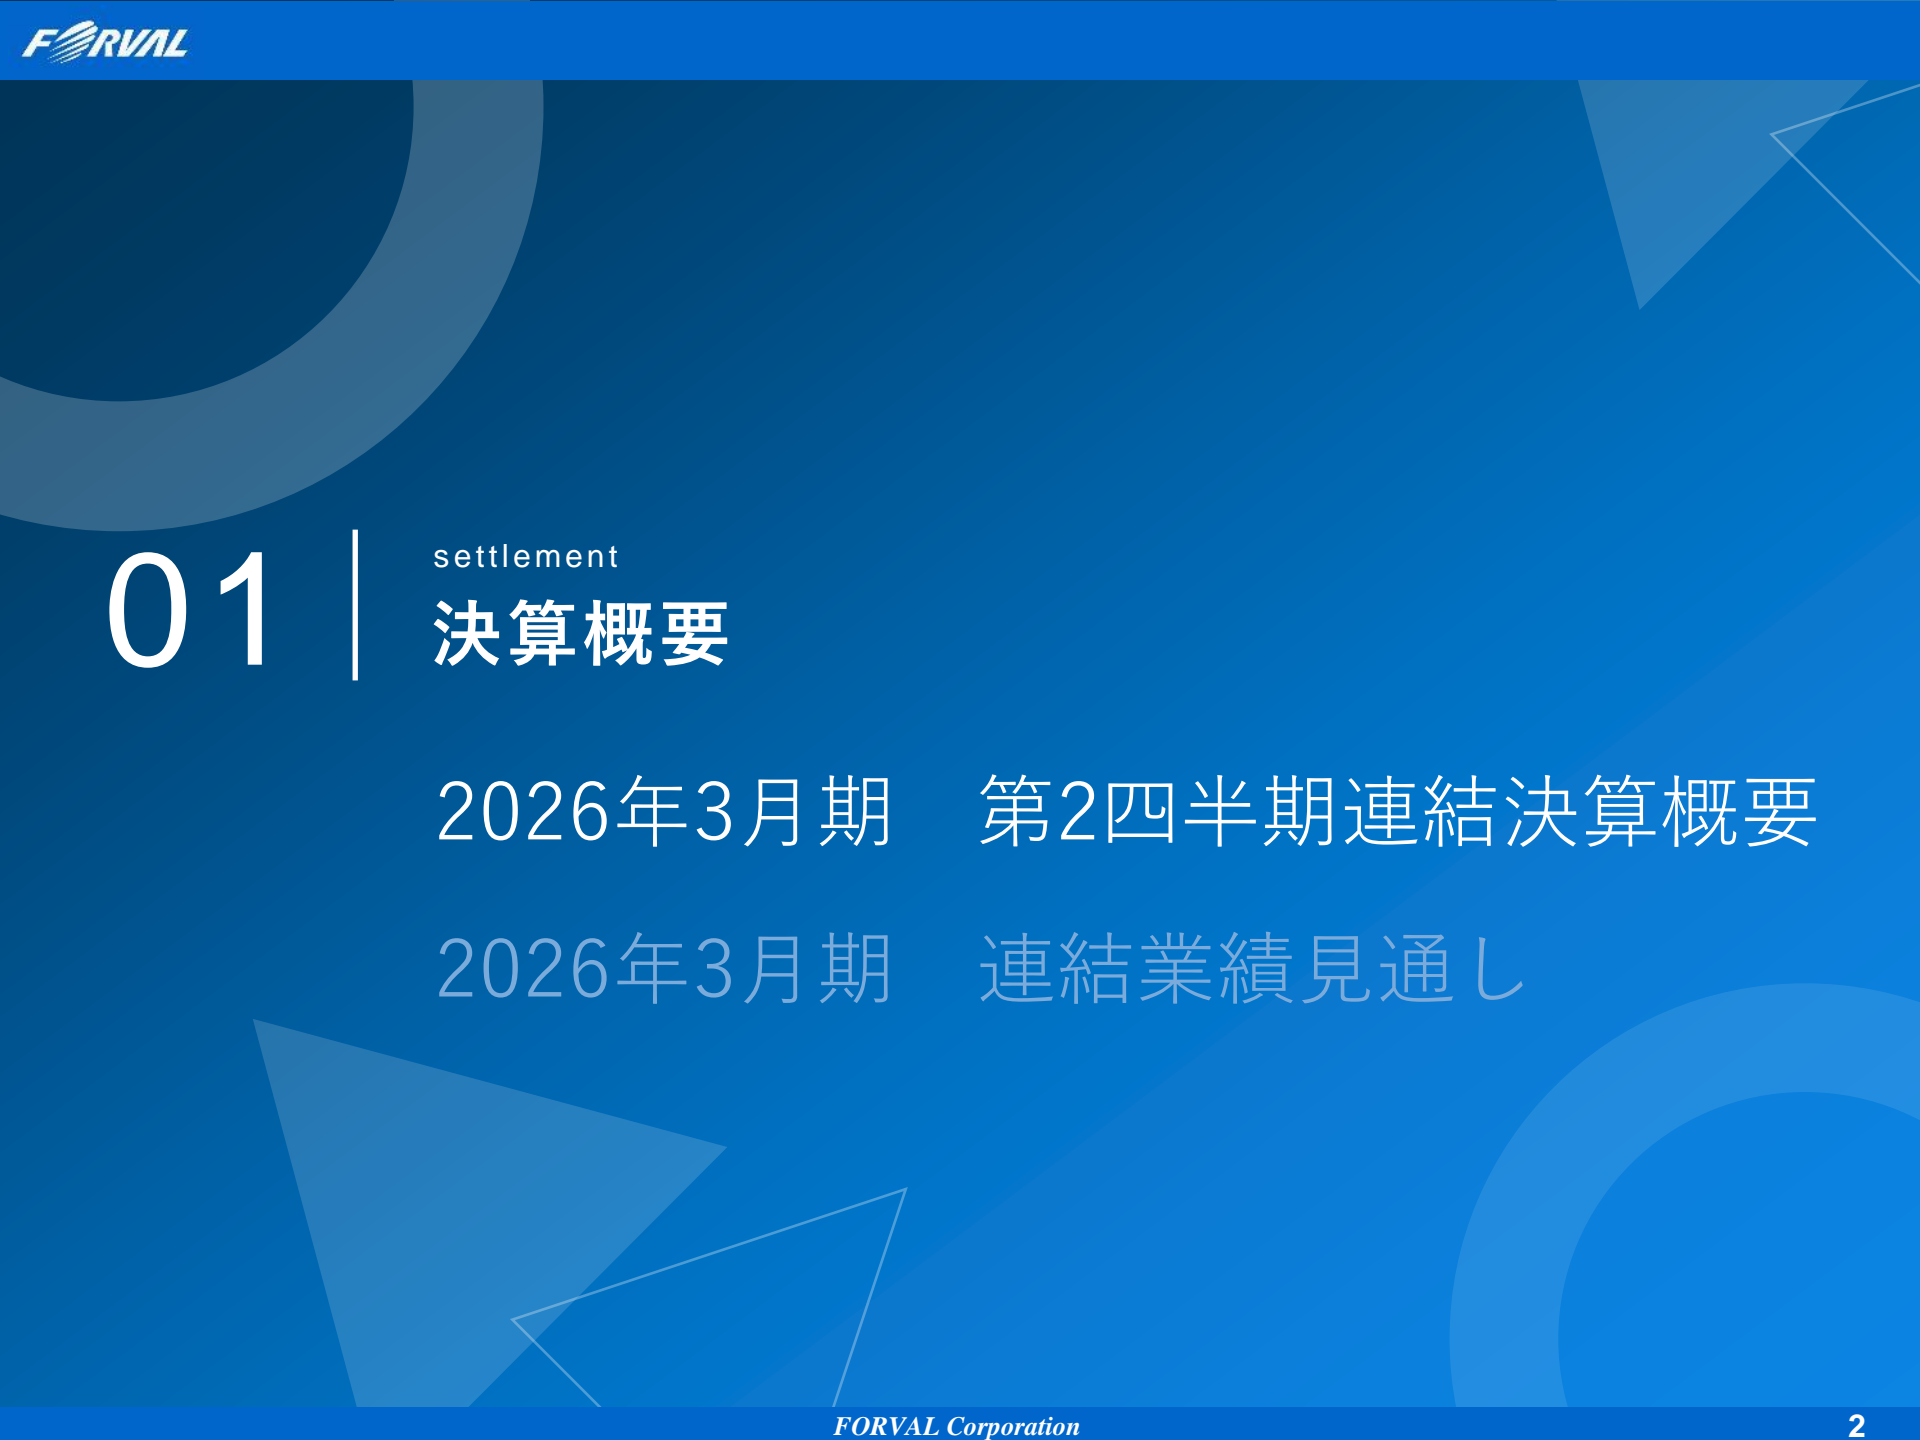 FORVAL
01
settlement
決算概要
2026年3月期　第2四半期連結決算概要
2026年3月期　連結業績見通し
FORVAL Corporation
2